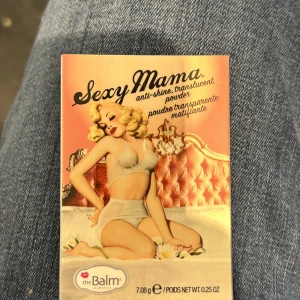 Sexy Mama®
anti-shine, translucent
powder
poudre transparente
matifiante
theBalm®
7.08 g e / POIDS NET WT. 0.25 OZ.